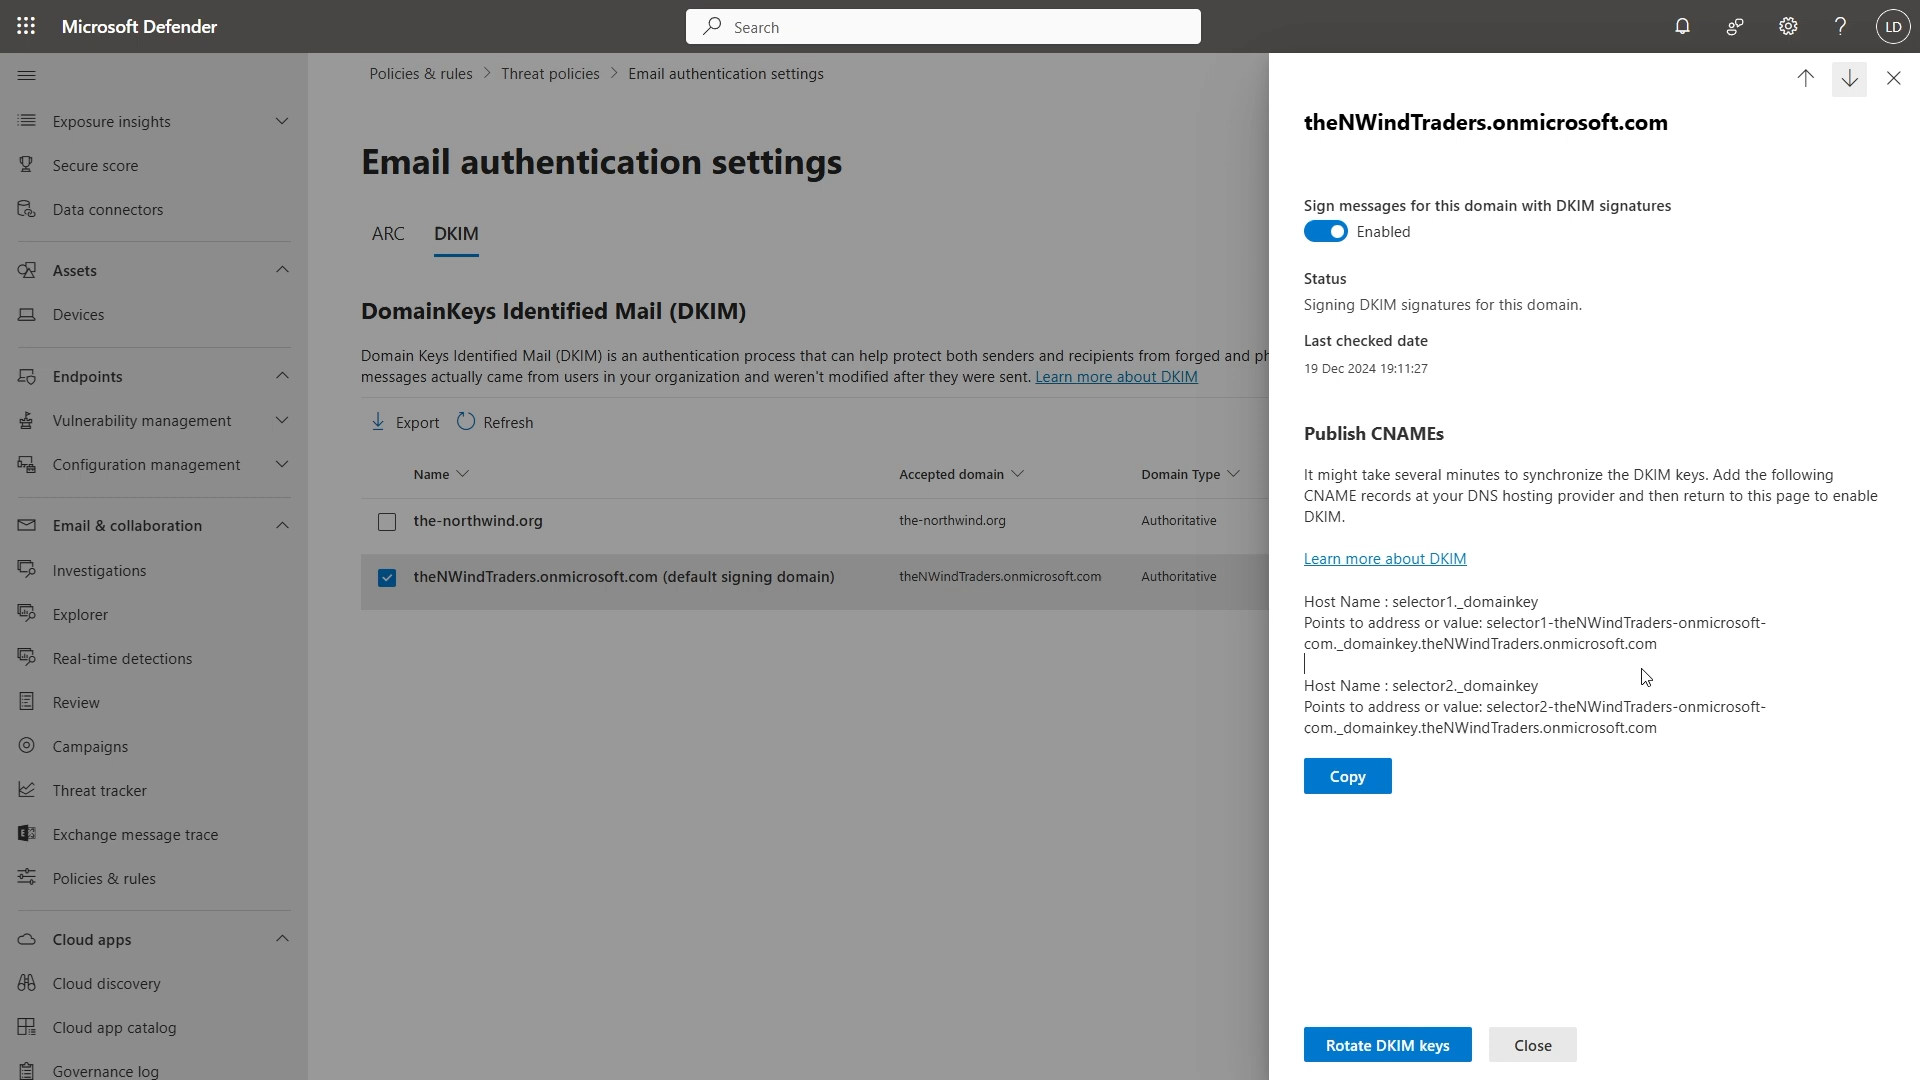 Microsoft Defender
Search
LD
Exposure insights
Secure score
Data connectors
Assets
Devices
Endpoints
Vulnerability management
Configuration management
Email & collaboration
Investigations
Explorer
Real-time detections
Review
Campaigns
Threat tracker
Exchange message trace
Policies & rules
Cloud apps
Cloud discovery
Cloud app catalog
Governance log
Policies & rules > Threat policies > Email authentication settings
Email authentication settings
ARC DKIM
DomainKeys Identified Mail (DKIM)
Domain Keys Identified Mail (DKIM) is an authentication process that can help protect both senders and recipients from forged and ph
messages actually came from users in your organization and weren't modified after they were sent. Learn more about DKIM
Export Refresh
Name Accepted domain Domain Type
the-northwind.org the-northwind.org Authoritative
theNWindTraders.onmicrosoft.com (default signing domain) theNWindTraders.onmicrosoft.com Authoritative
theNWindTraders.onmicrosoft.com
Sign messages for this domain with DKIM signatures
Enabled
Status
Signing DKIM signatures for this domain.
Last checked date
19 Dec 2024 19:11:27
Publish CNAMEs
It might take several minutes to synchronize the DKIM keys. Add the following
CNAME records at your DNS hosting provider and then return to this page to enable
DKIM.
Learn more about DKIM
Host Name : selector1._domainkey
Points to address or value: selector1-theNWindTraders-onmicrosoft-
com._domainkey.theNWindTraders.onmicrosoft.com
Host Name : selector2._domainkey
Points to address or value: selector2-theNWindTraders-onmicrosoft-
com._domainkey.theNWindTraders.onmicrosoft.com
Copy
Rotate DKIM keys Close